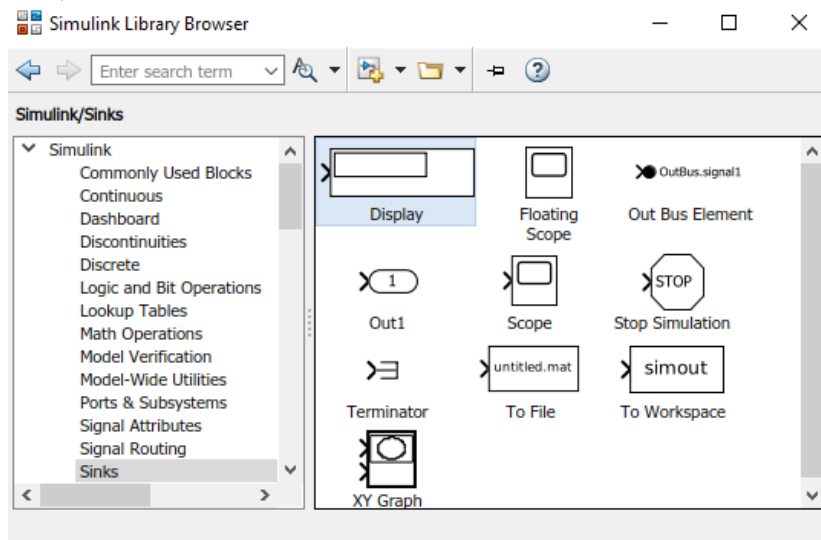 Simulink Library Browser
Enter search term
Simulink/Sinks
Simulink
Commonly Used Blocks
Continuous
Dashboard
Discontinuities
Discrete
Logic and Bit Operations
Lookup Tables
Math Operations
Model Verification
Model-Wide Utilities
Ports & Subsystems
Signal Attributes
Signal Routing
Sinks
Display
Floating
Scope
OutBus.signal1
Out Bus Element
1
Out1
Scope
STOP
Stop Simulation
Terminator
untitled.mat
To File
simout
To Workspace
XY Graph